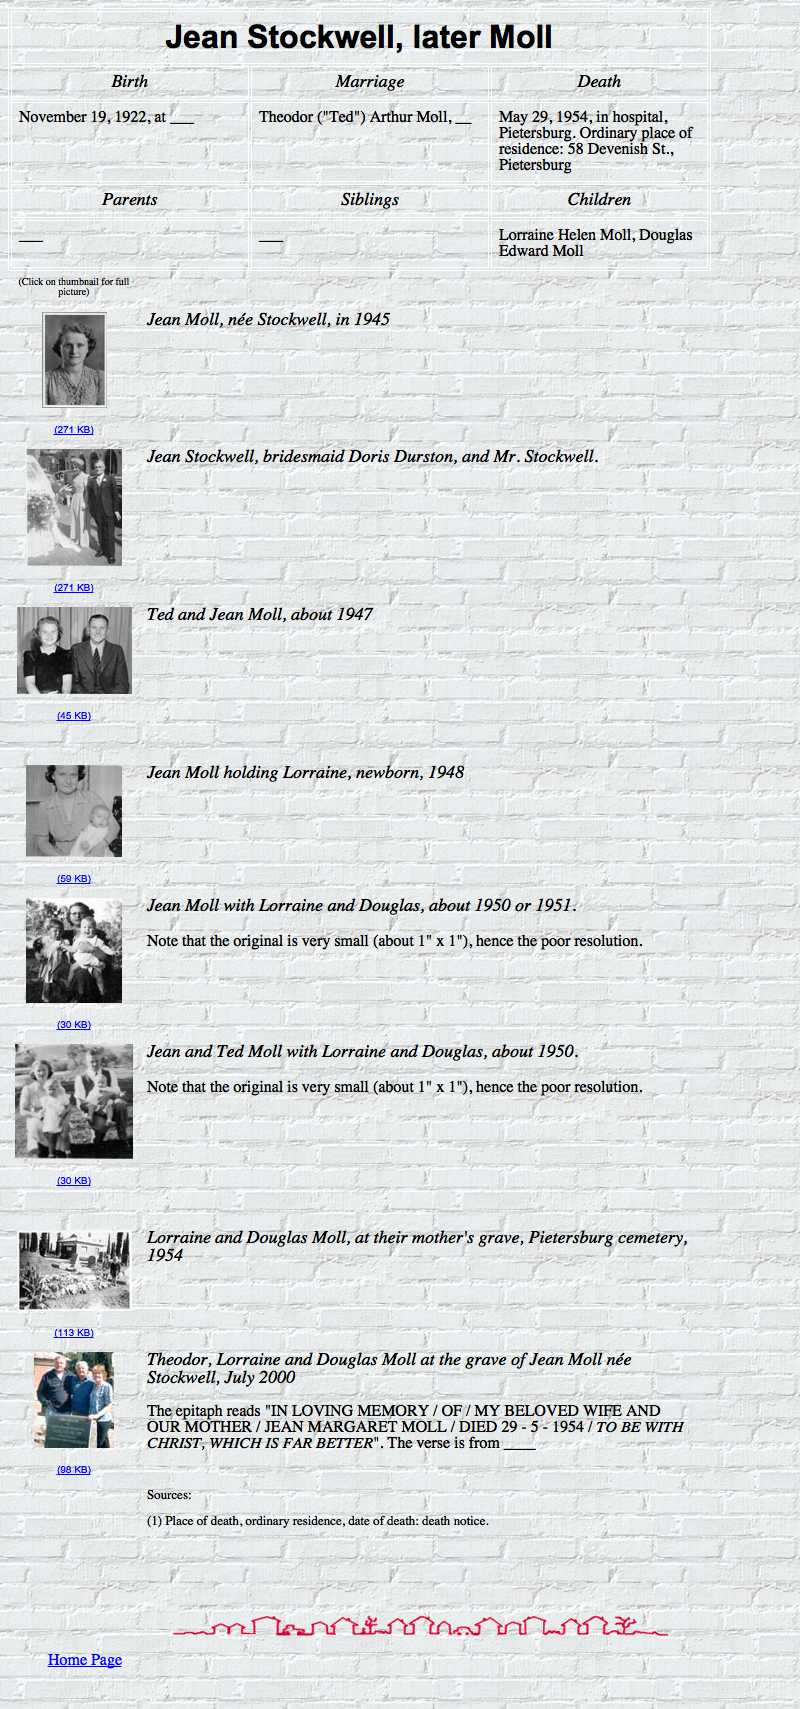 Jean Stockwell, later Moll
Birth
Marriage
Death
November 19, 1922, at ___
Theodor ("Ted") Arthur Moll, __
May 29, 1954, in hospital,
Pietersburg. Ordinary place of
residence: 58 Devenish St.,
Pietersburg
Parents
Siblings
Children
___
___
Lorraine Helen Moll, Douglas
Edward Moll
(Click on thumbnail for full
picture)
Jean Moll, née Stockwell, in 1945
(271 KB)
Jean Stockwell, bridesmaid Doris Durston, and Mr. Stockwell.
(271 KB)
Ted and Jean Moll, about 1947
(45 KB)
Jean Moll holding Lorraine, newborn, 1948
(59 KB)
Jean Moll with Lorraine and Douglas, about 1950 or 1951.
Note that the original is very small (about 1" x 1"), hence the poor resolution.
(30 KB)
Jean and Ted Moll with Lorraine and Douglas, about 1950.
Note that the original is very small (about 1" x 1"), hence the poor resolution.
(30 KB)
Lorraine and Douglas Moll, at their mother's grave, Pietersburg cemetery,
1954
(113 KB)
Theodor, Lorraine and Douglas Moll at the grave of Jean Moll née
Stockwell, July 2000
The epitaph reads "IN LOVING MEMORY / OF / MY BELOVED WIFE AND
OUR MOTHER / JEAN MARGARET MOLL / DIED 29 - 5 - 1954 / TO BE WITH
CHRIST, WHICH IS FAR BETTER". The verse is from ____
(98 KB)
Sources:
(1) Place of death, ordinary residence, date of death: death notice.
Home Page